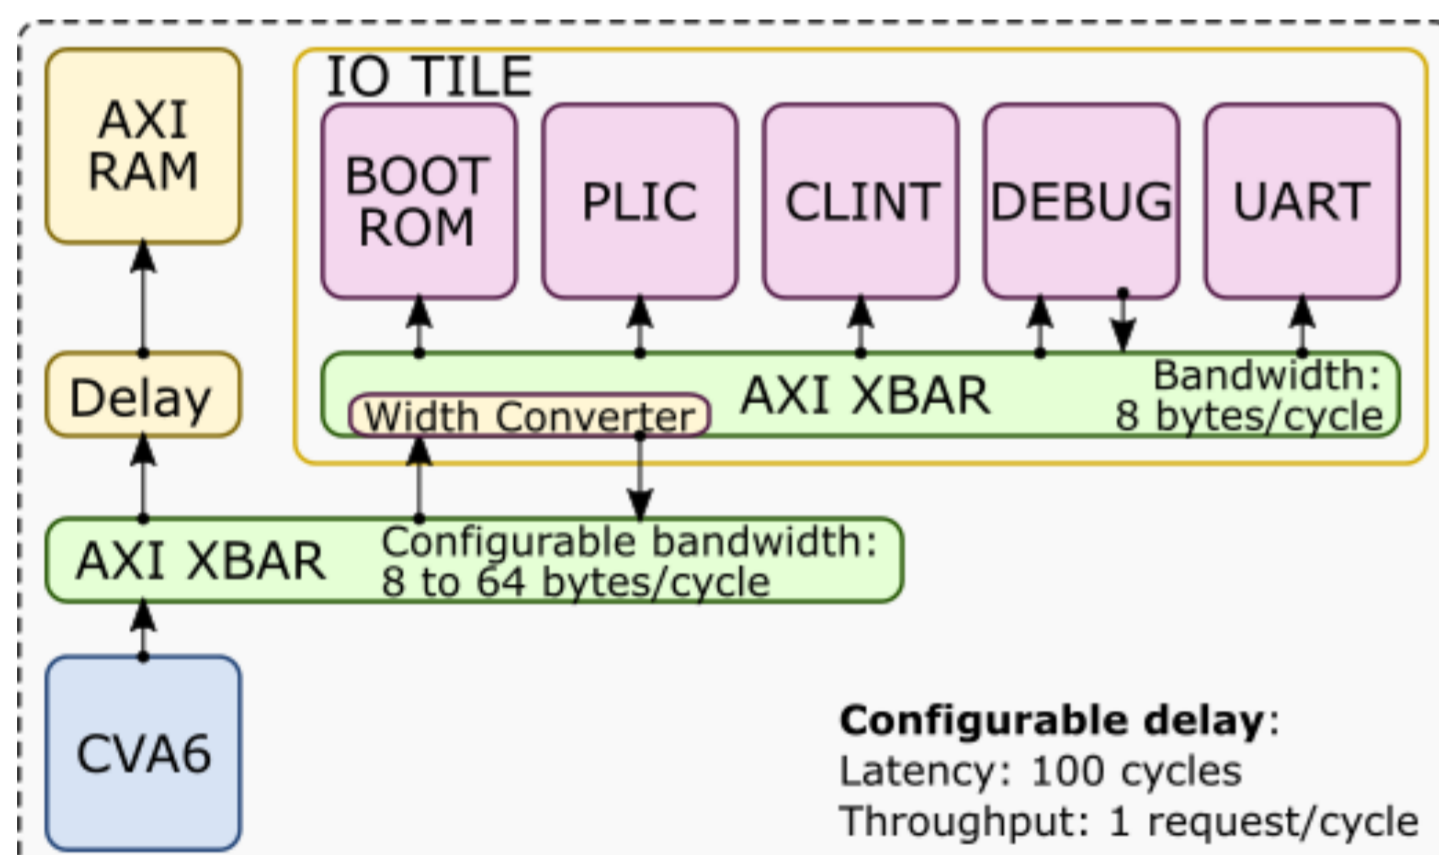 AXI
RAM
IO TILE
BOOT
ROM
PLIC
CLINT
DEBUG
UART
Delay
Width Converter
AXI XBAR
Bandwidth:
8 bytes/cycle
AXI XBAR
Configurable bandwidth:
8 to 64 bytes/cycle
CVA6
Configurable delay:
Latency: 100 cycles
Throughput: 1 request/cycle